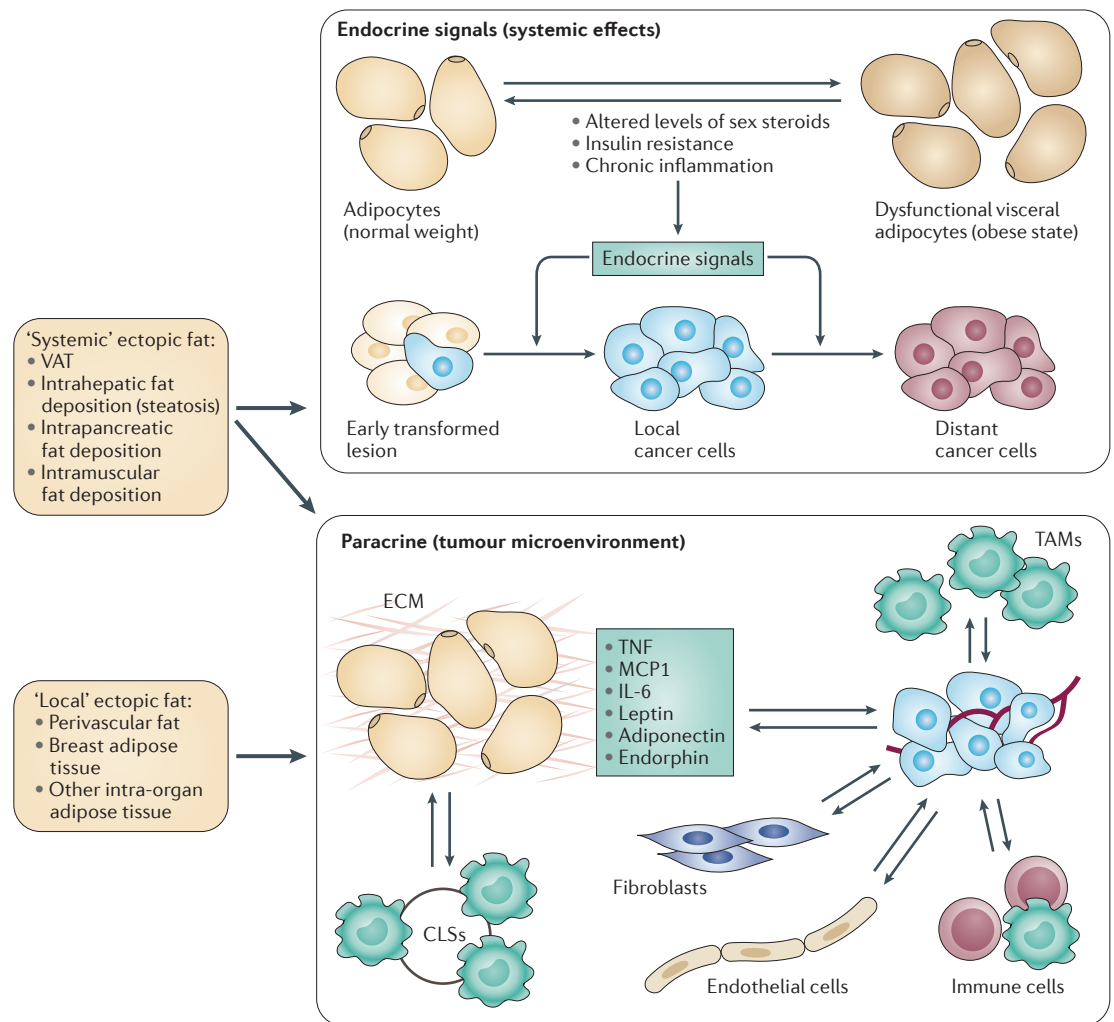 Endocrine signals (systemic effects)
• Altered levels of sex steroids
• Insulin resistance
• Chronic inflammation
Adipocytes
(normal weight)
Dysfunctional visceral
adipocytes (obese state)
Endocrine signals
Early transformed
lesion
Local
cancer cells
Distant
cancer cells
'Systemic' ectopic fat:
• VAT
• Intrahepatic fat
deposition (steatosis)
• Intrapancreatic
fat deposition
• Intramuscular
fat deposition
Paracrine (tumour microenvironment)
TAMs
ECM
• TNF
• MCP1
• IL-6
• Leptin
• Adiponectin
• Endorphin
'Local' ectopic fat:
• Perivascular fat
• Breast adipose
tissue
• Other intra-organ
adipose tissue
Fibroblasts
CLSs
Endothelial cells
Immune cells